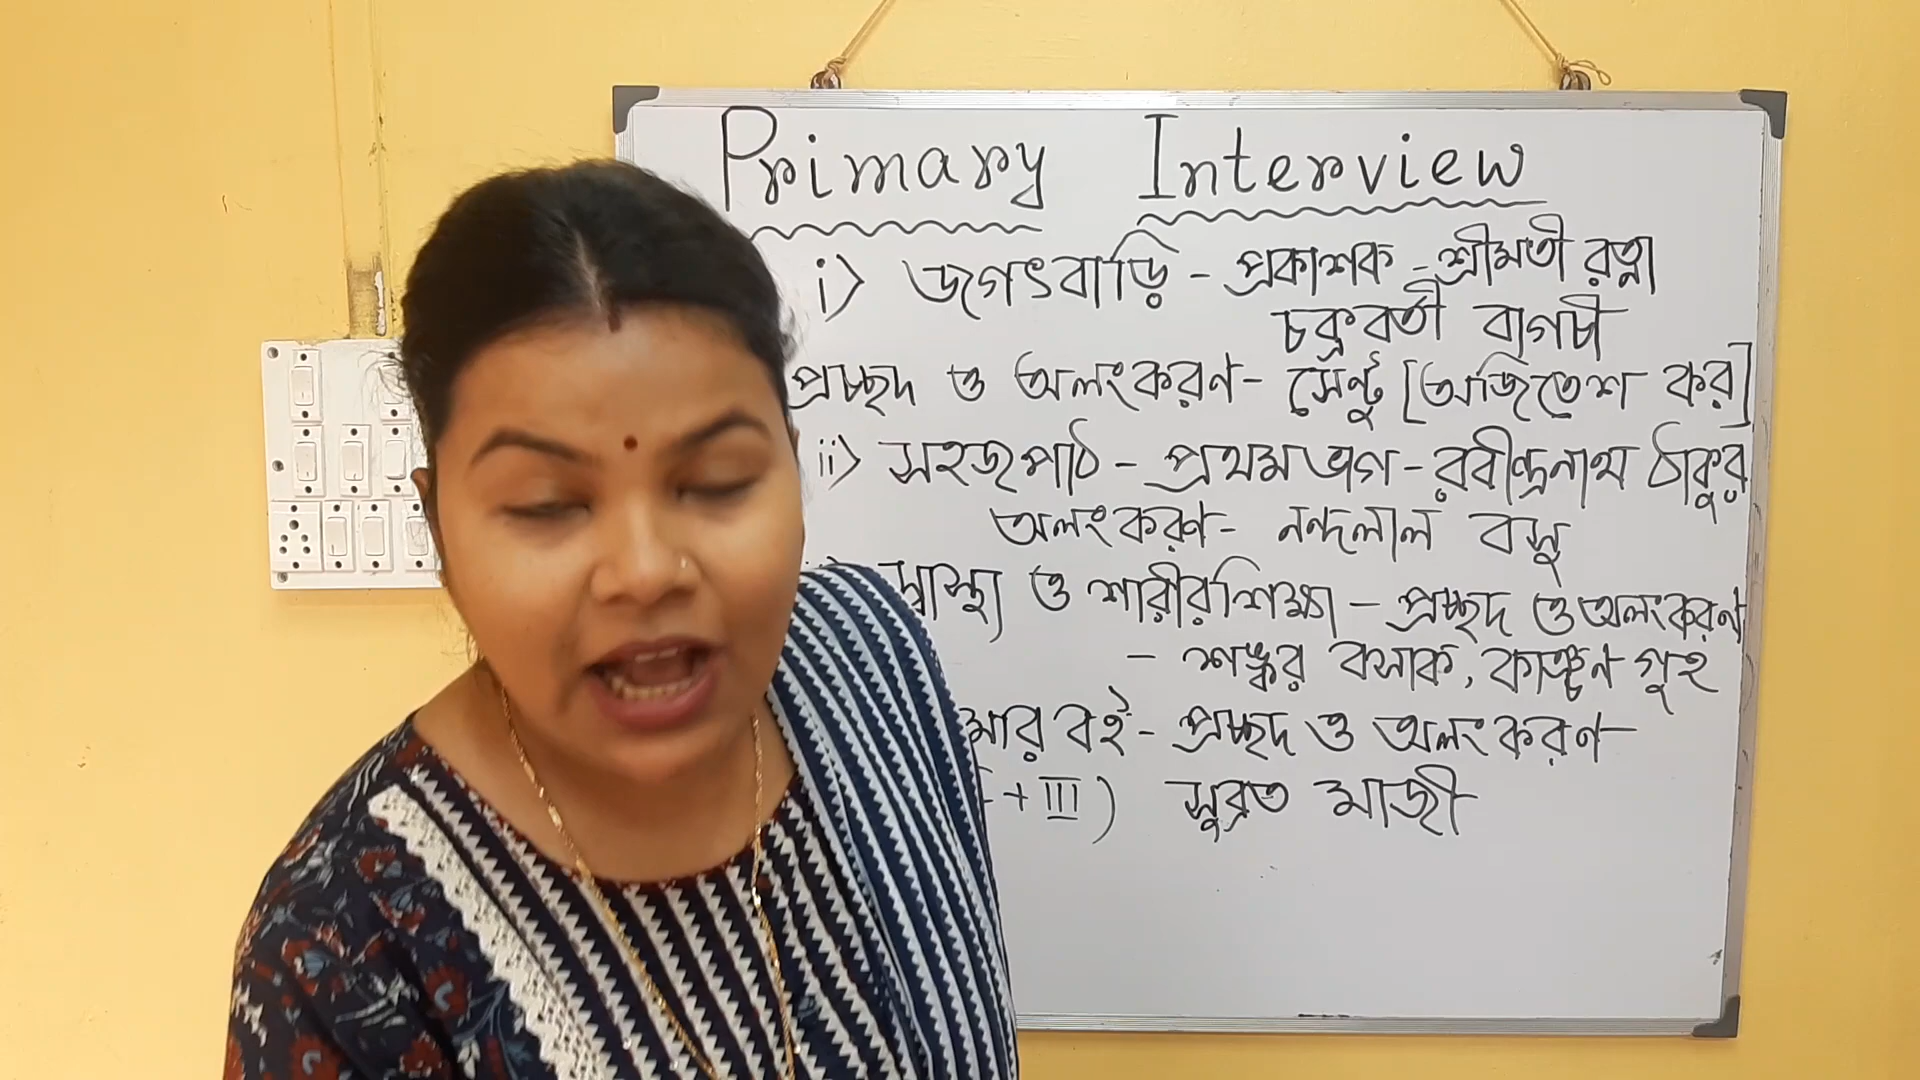 Primary Interview
i) জগৎবাড়ি - প্রকাশক - শ্রীমতী রত্না
চক্রবর্তী বাগচী
প্রচ্ছদ ও অলংকরণ - সেন্টু [অজিতেশ কর]
ii) সহজপাঠ - প্রথমভাগ - রবীন্দ্রনাথ ঠাকুর
অলংকরণ - নন্দলাল বসু
স্বাস্থ্য ও শারীরশিক্ষা - প্রচ্ছদ ও অলংকরণ
- শঙ্কর বসাক, কাঞ্চন গুহ
মার বই - প্রচ্ছদ ও অলংকরণ -
+ III) সুব্রত মাজী